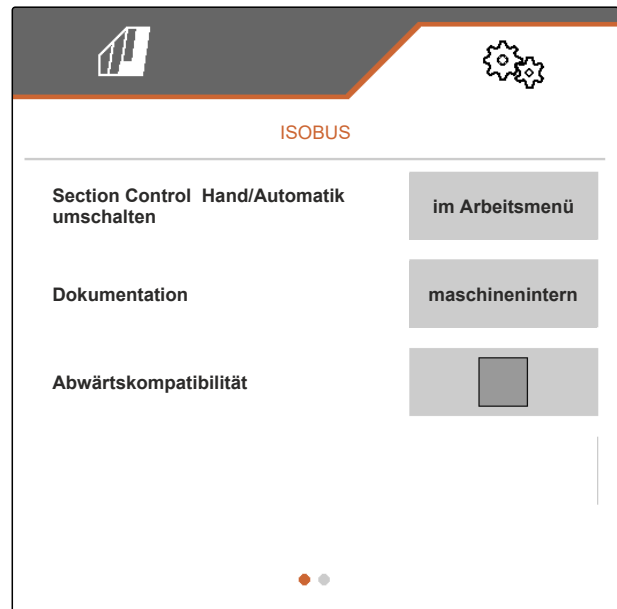 ISOBUS
Section Control Hand/Automatik
umschalten
im Arbeitsmenü
Dokumentation
maschinenintern
Abwärtskompatibilität